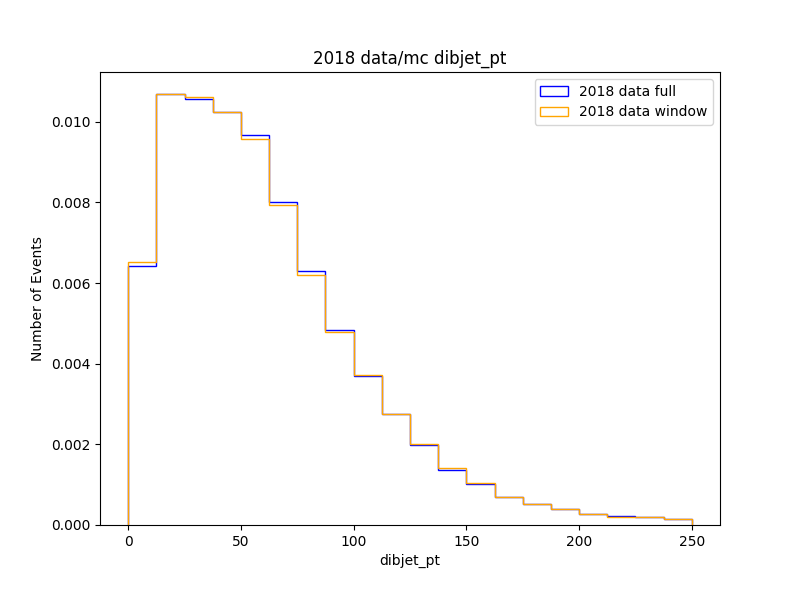 2018 data/mc dibjet_pt
2018 data full
2018 data window
Number of Events
0.010
0.008
0.006
0.004
0.002
0.000
0
50
100
150
200
250
dibjet_pt